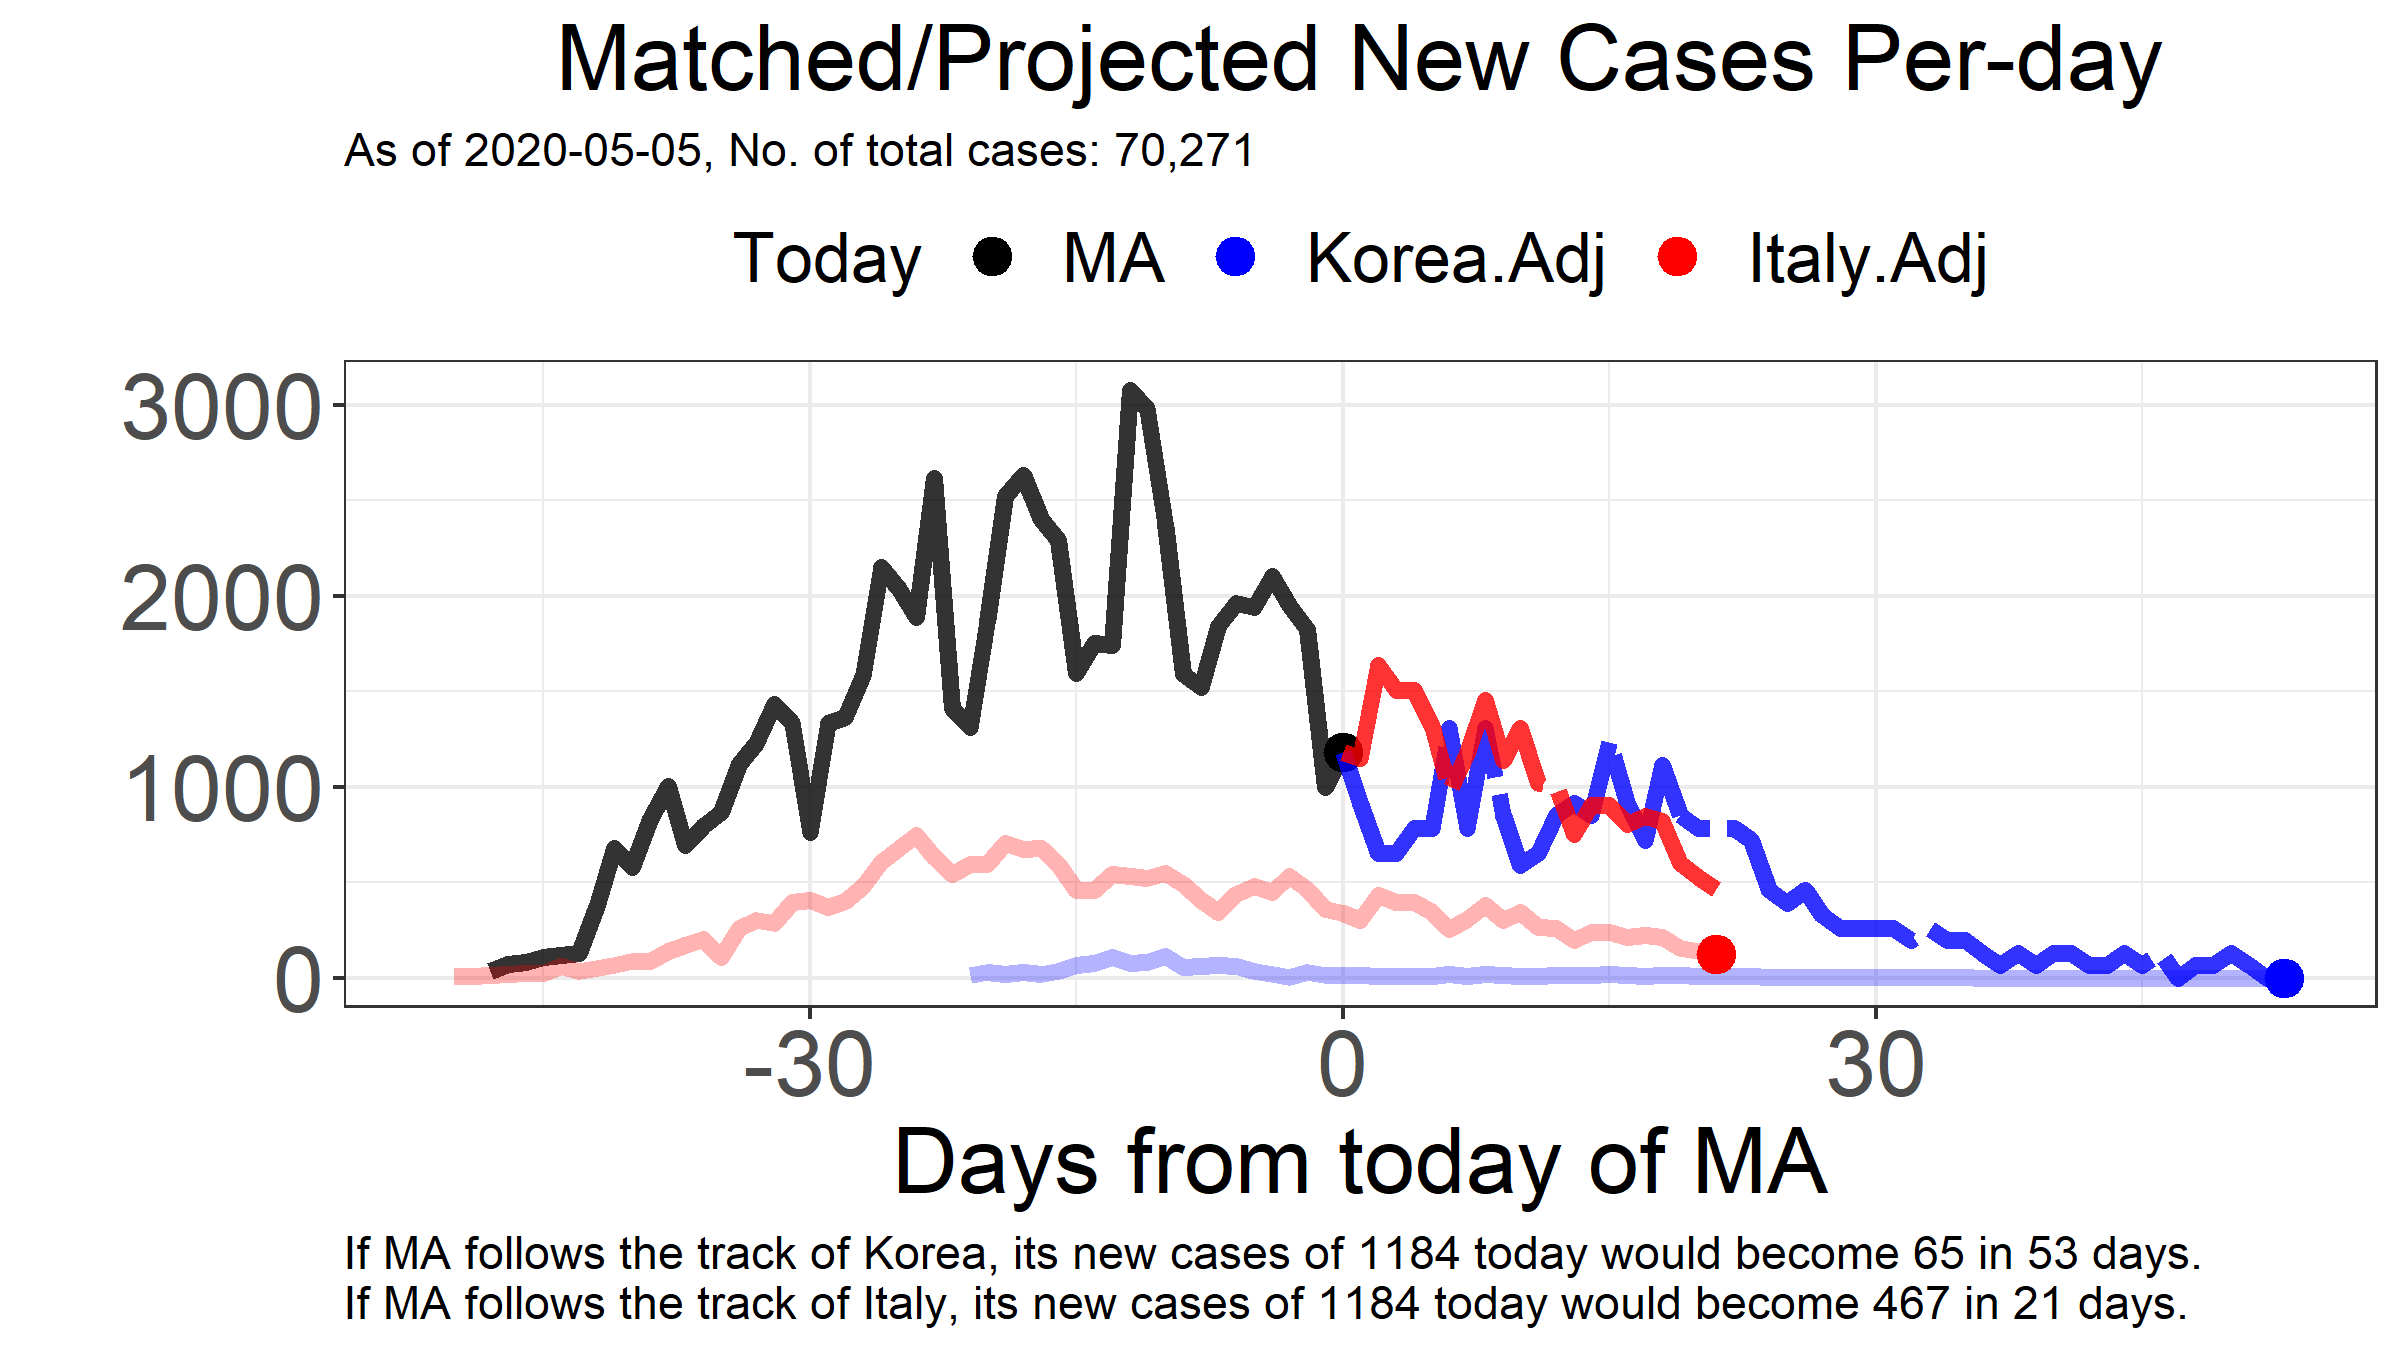 Matched/Projected New Cases Per-day
As of 2020-05-05, No. of total cases: 70,271
Today MA Korea.Adj Italy.Adj
3000
2000
1000
0
-30 0 30
Days from today of MA
If MA follows the track of Korea, its new cases of 1184 today would become 65 in 53 days.
If MA follows the track of Italy, its new cases of 1184 today would become 467 in 21 days.